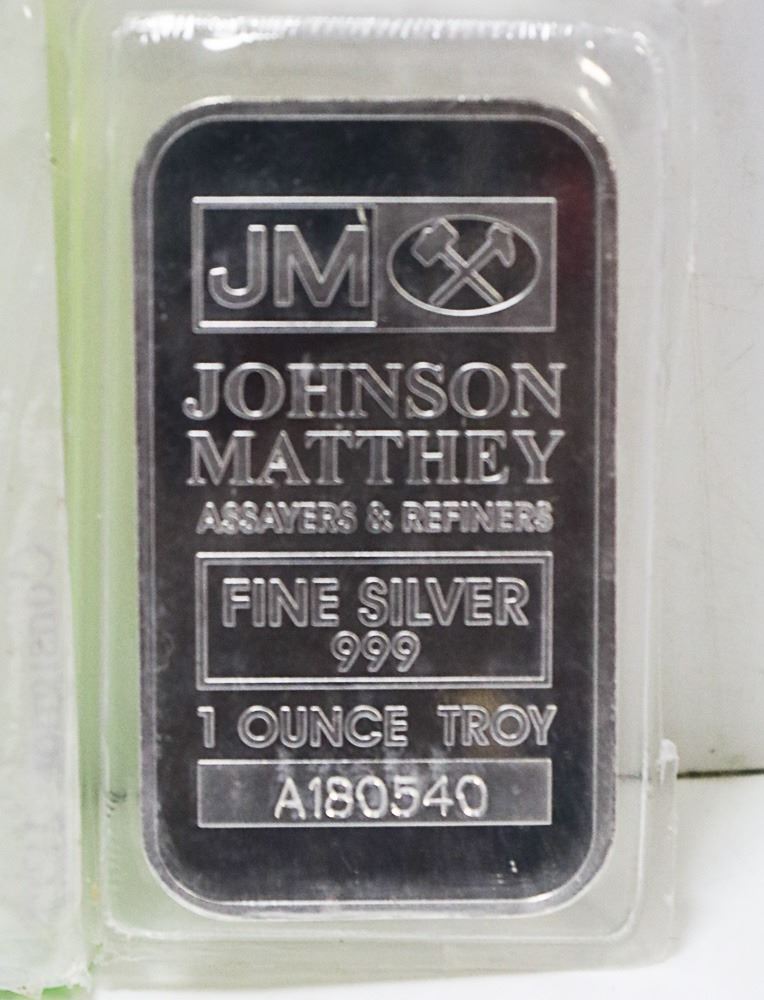 JM
JOHNSON
MATTHEY
ASSAYERS & REFINERS
FINE SILVER
999
1 OUNCE TROY
A180540